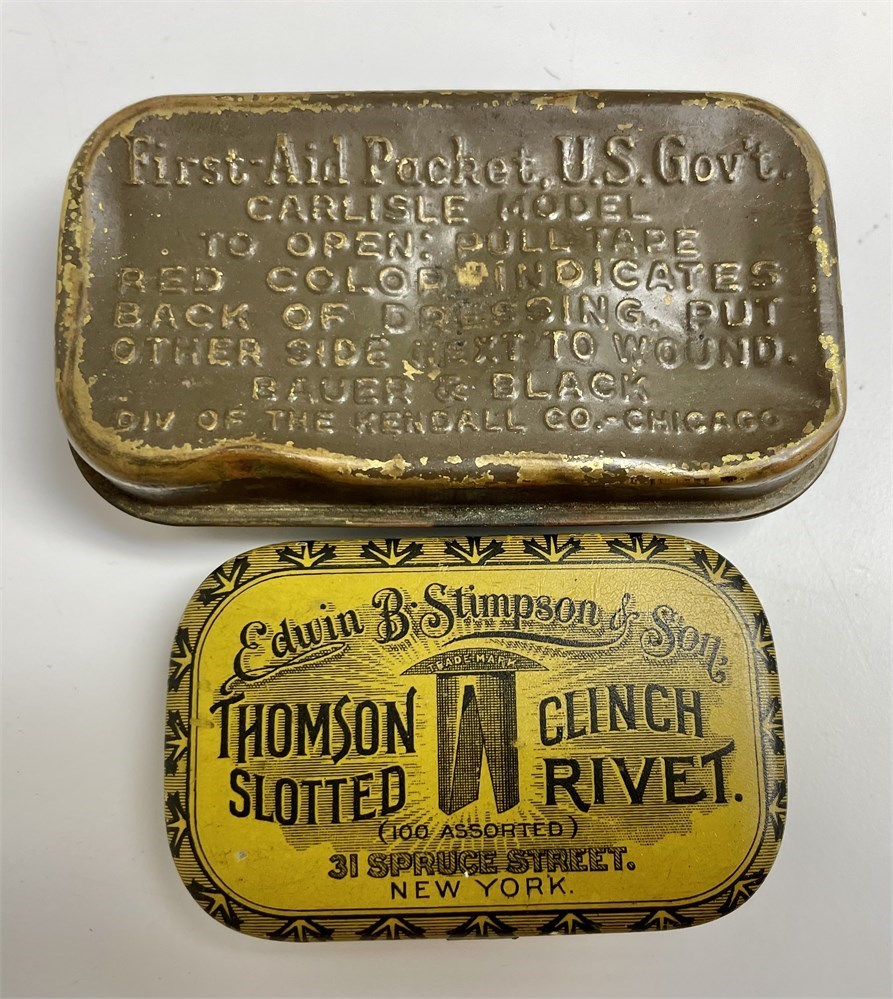 First-Aid Packet, U.S. Gov't.
CARLISLE MODEL
TO OPEN: PULL TAPE
RED COLOR INDICATES
BACK OF DRESSING. PUT
OTHER SIDE NEXT TO WOUND.
BAUER & BLACK
DIV OF THE KENDALL CO.-CHICAGO
Edwin B. Stimpson & Son,
TRADE-MARK
THOMSON CLINCH
SLOTTED RIVET.
(100 ASSORTED)
31 SPRUCE STREET.
NEW YORK.